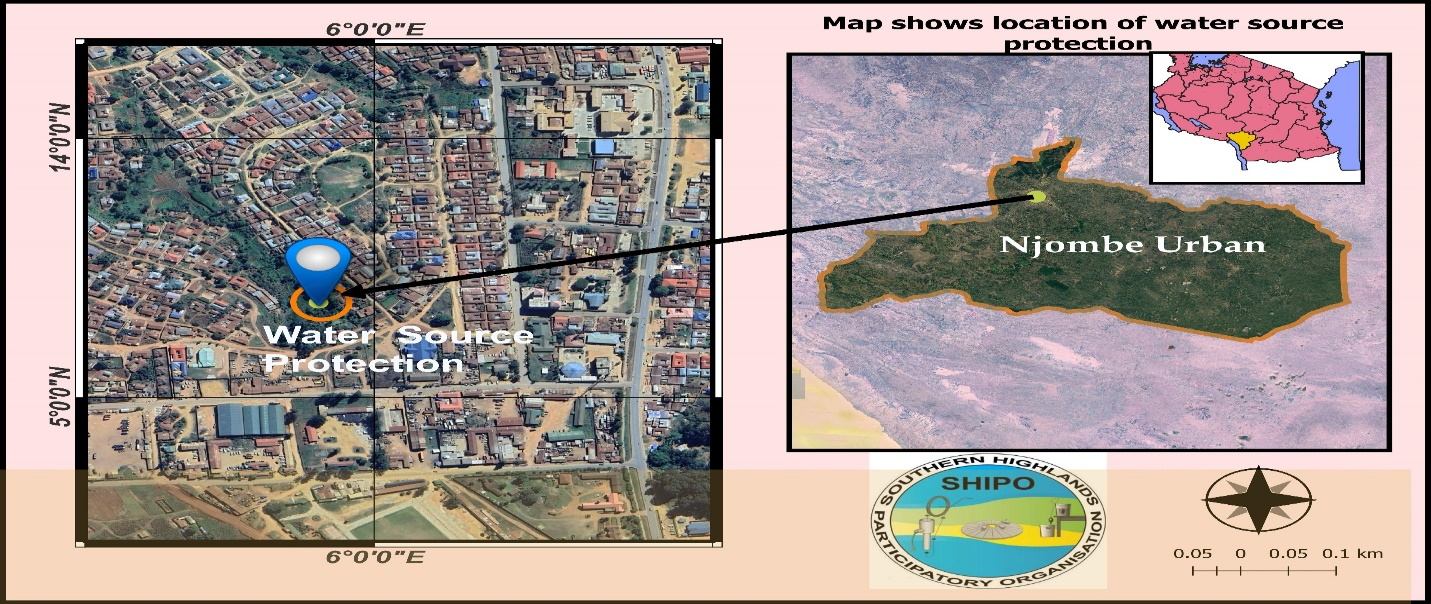 Map shows location of water source
protection
6°0'0"E
14°0'0"N
5°0'0"N
Water Source
Protection
6°0'0"E
Njombe Urban
SOUTHERN HIGHLANDS
SHIPO
PARTICIPATORY ORGANISATION
0.05 0 0.05 0.1 km